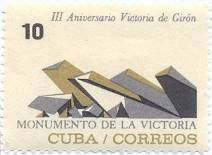 III Aniversario Victoria de Girón
10
MONUMENTO DE LA VICTORIA
CUBA / CORREOS